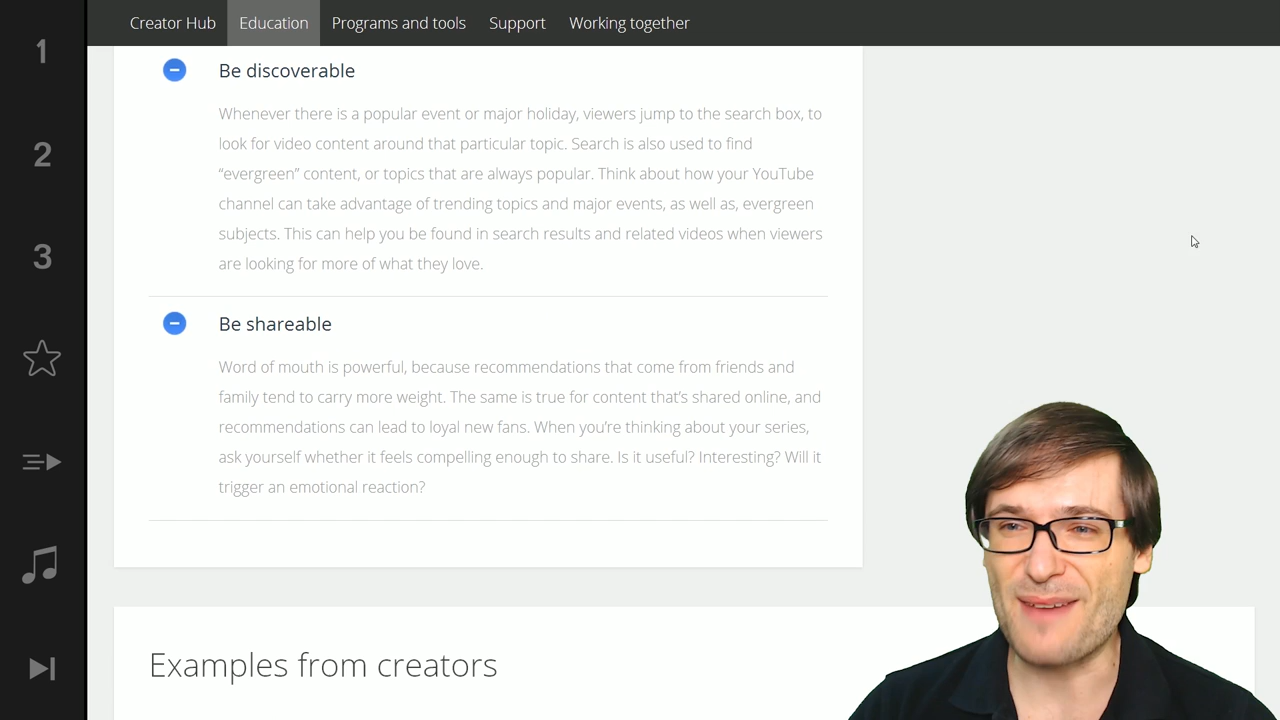 Creator Hub Education Programs and tools Support Working together
1
2
3
Be discoverable
Whenever there is a popular event or major holiday, viewers jump to the search box, to
look for video content around that particular topic. Search is also used to find
“evergreen” content, or topics that are always popular. Think about how your YouTube
channel can take advantage of trending topics and major events, as well as, evergreen
subjects. This can help you be found in search results and related videos when viewers
are looking for more of what they love.
Be shareable
Word of mouth is powerful, because recommendations that come from friends and
family tend to carry more weight. The same is true for content that’s shared online, and
recommendations can lead to loyal new fans. When you’re thinking about your series,
ask yourself whether it feels compelling enough to share. Is it useful? Interesting? Will it
trigger an emotional reaction?
Examples from creators